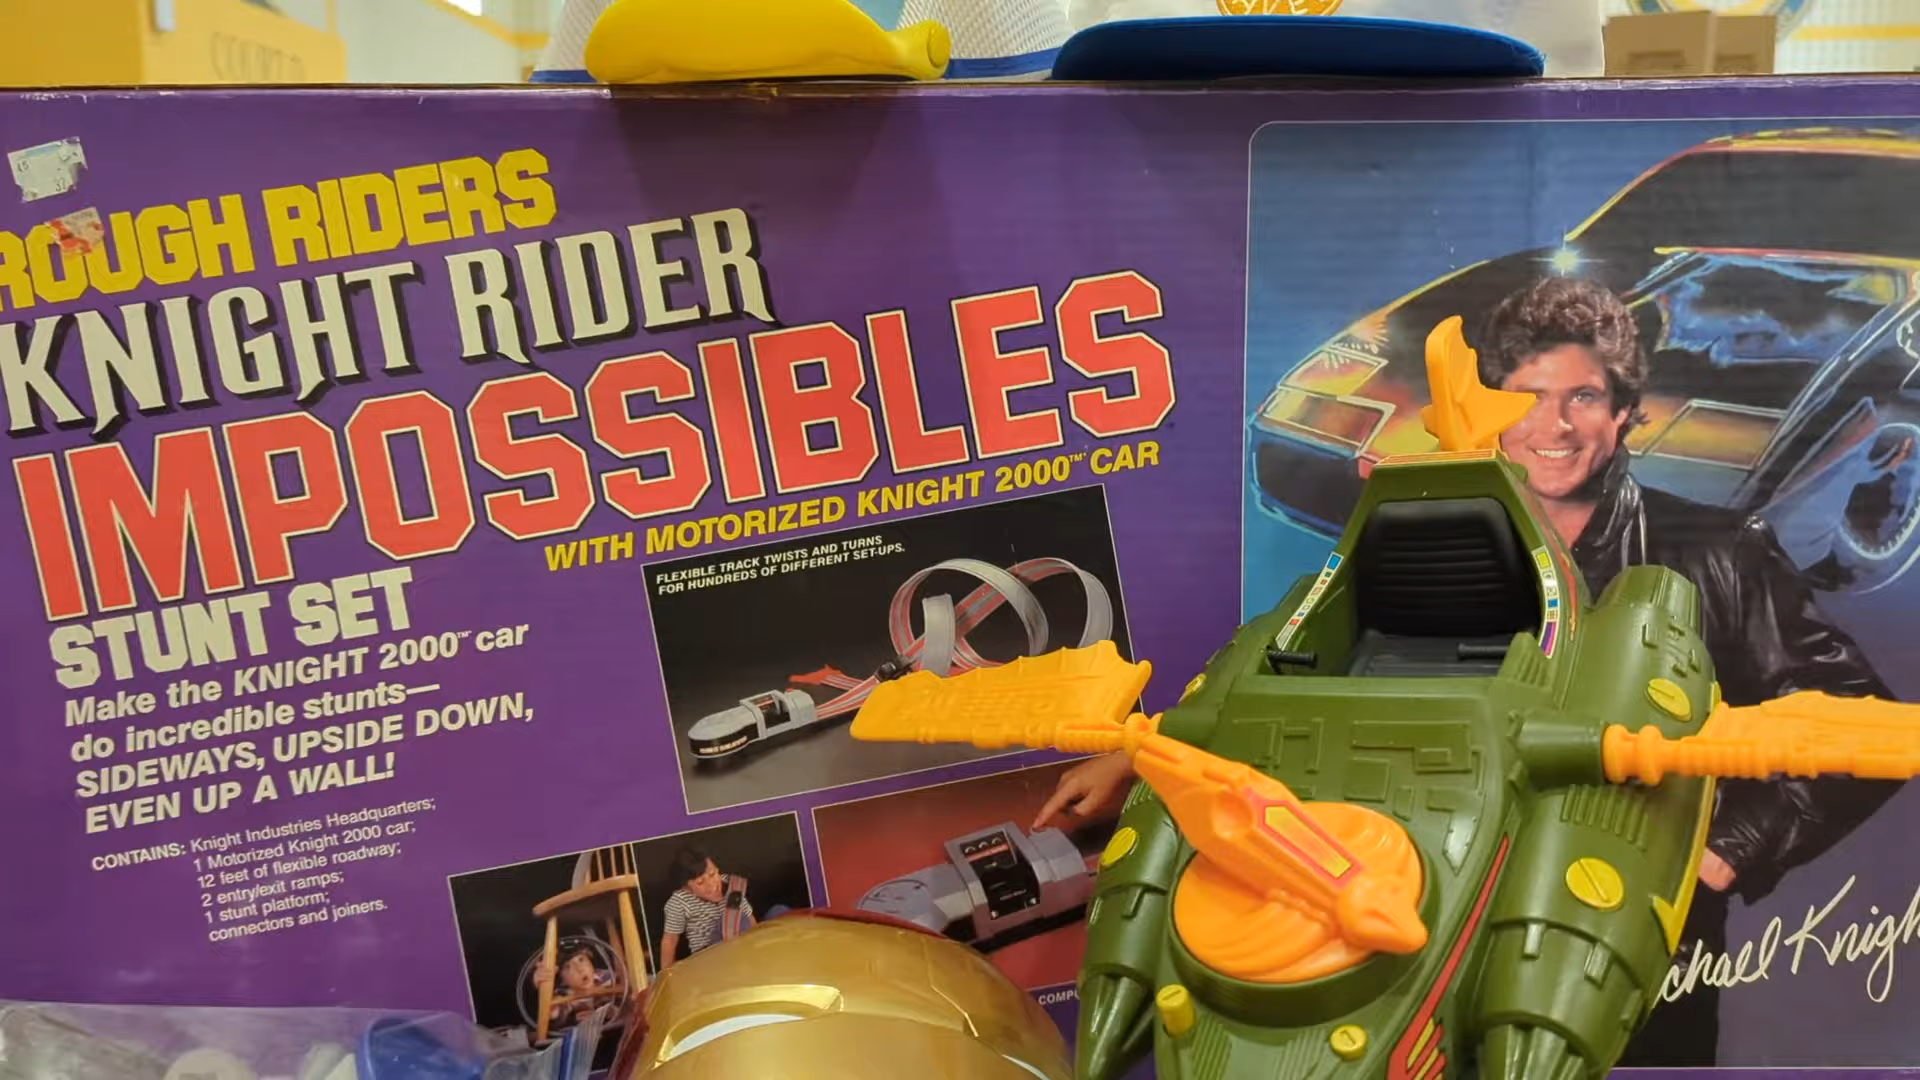 ROUGH RIDERS
KNIGHT RIDER
IMPOSSIBLES
WITH MOTORIZED KNIGHT 2000™ CAR
STUNT SET
Make the KNIGHT 2000™ car
do incredible stunts—
SIDEWAYS, UPSIDE DOWN,
EVEN UP A WALL!
CONTAINS: Knight Industries Headquarters;
1 Motorized Knight 2000 car;
12 feet of flexible roadway;
2 entry/exit ramps;
1 stunt platform;
connectors and joiners.
FLEXIBLE TRACK TWISTS AND TURNS
FOR HUNDREDS OF DIFFERENT SET-UPS.